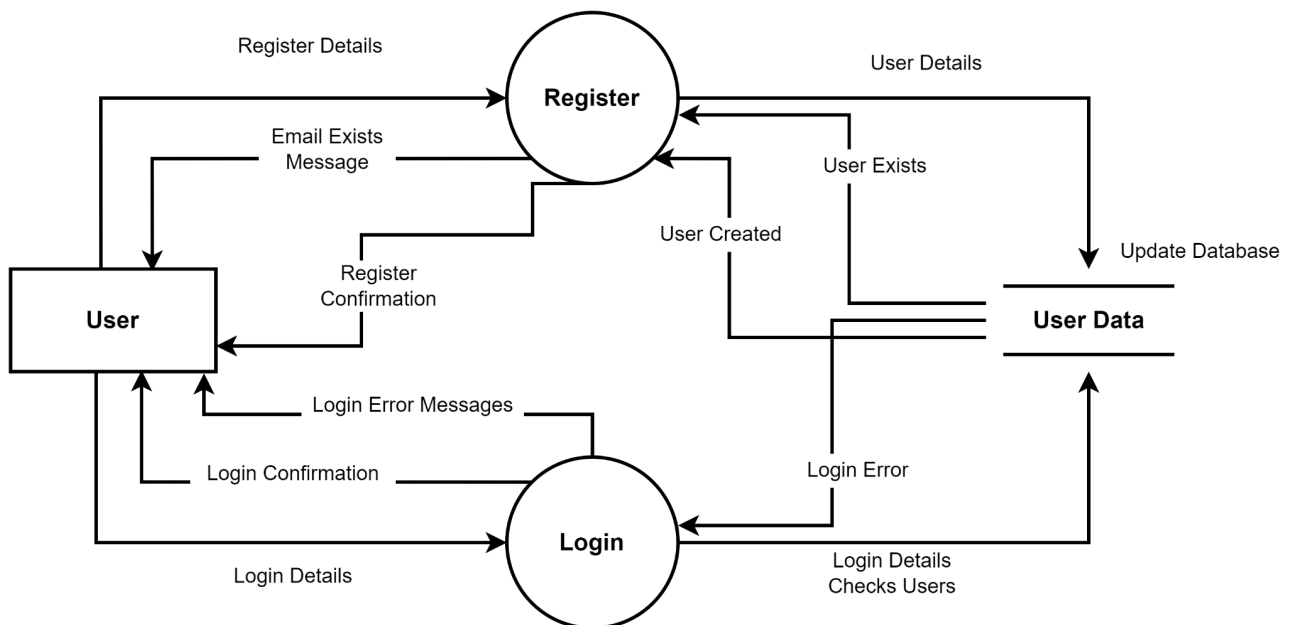 Register Details
Register
User Details
Email Exists
Message
User Exists
User Created
Update Database
Register
Confirmation
User
User Data
Login Error Messages
Login Confirmation
Login Error
Login
Login Details
Login Details
Checks Users